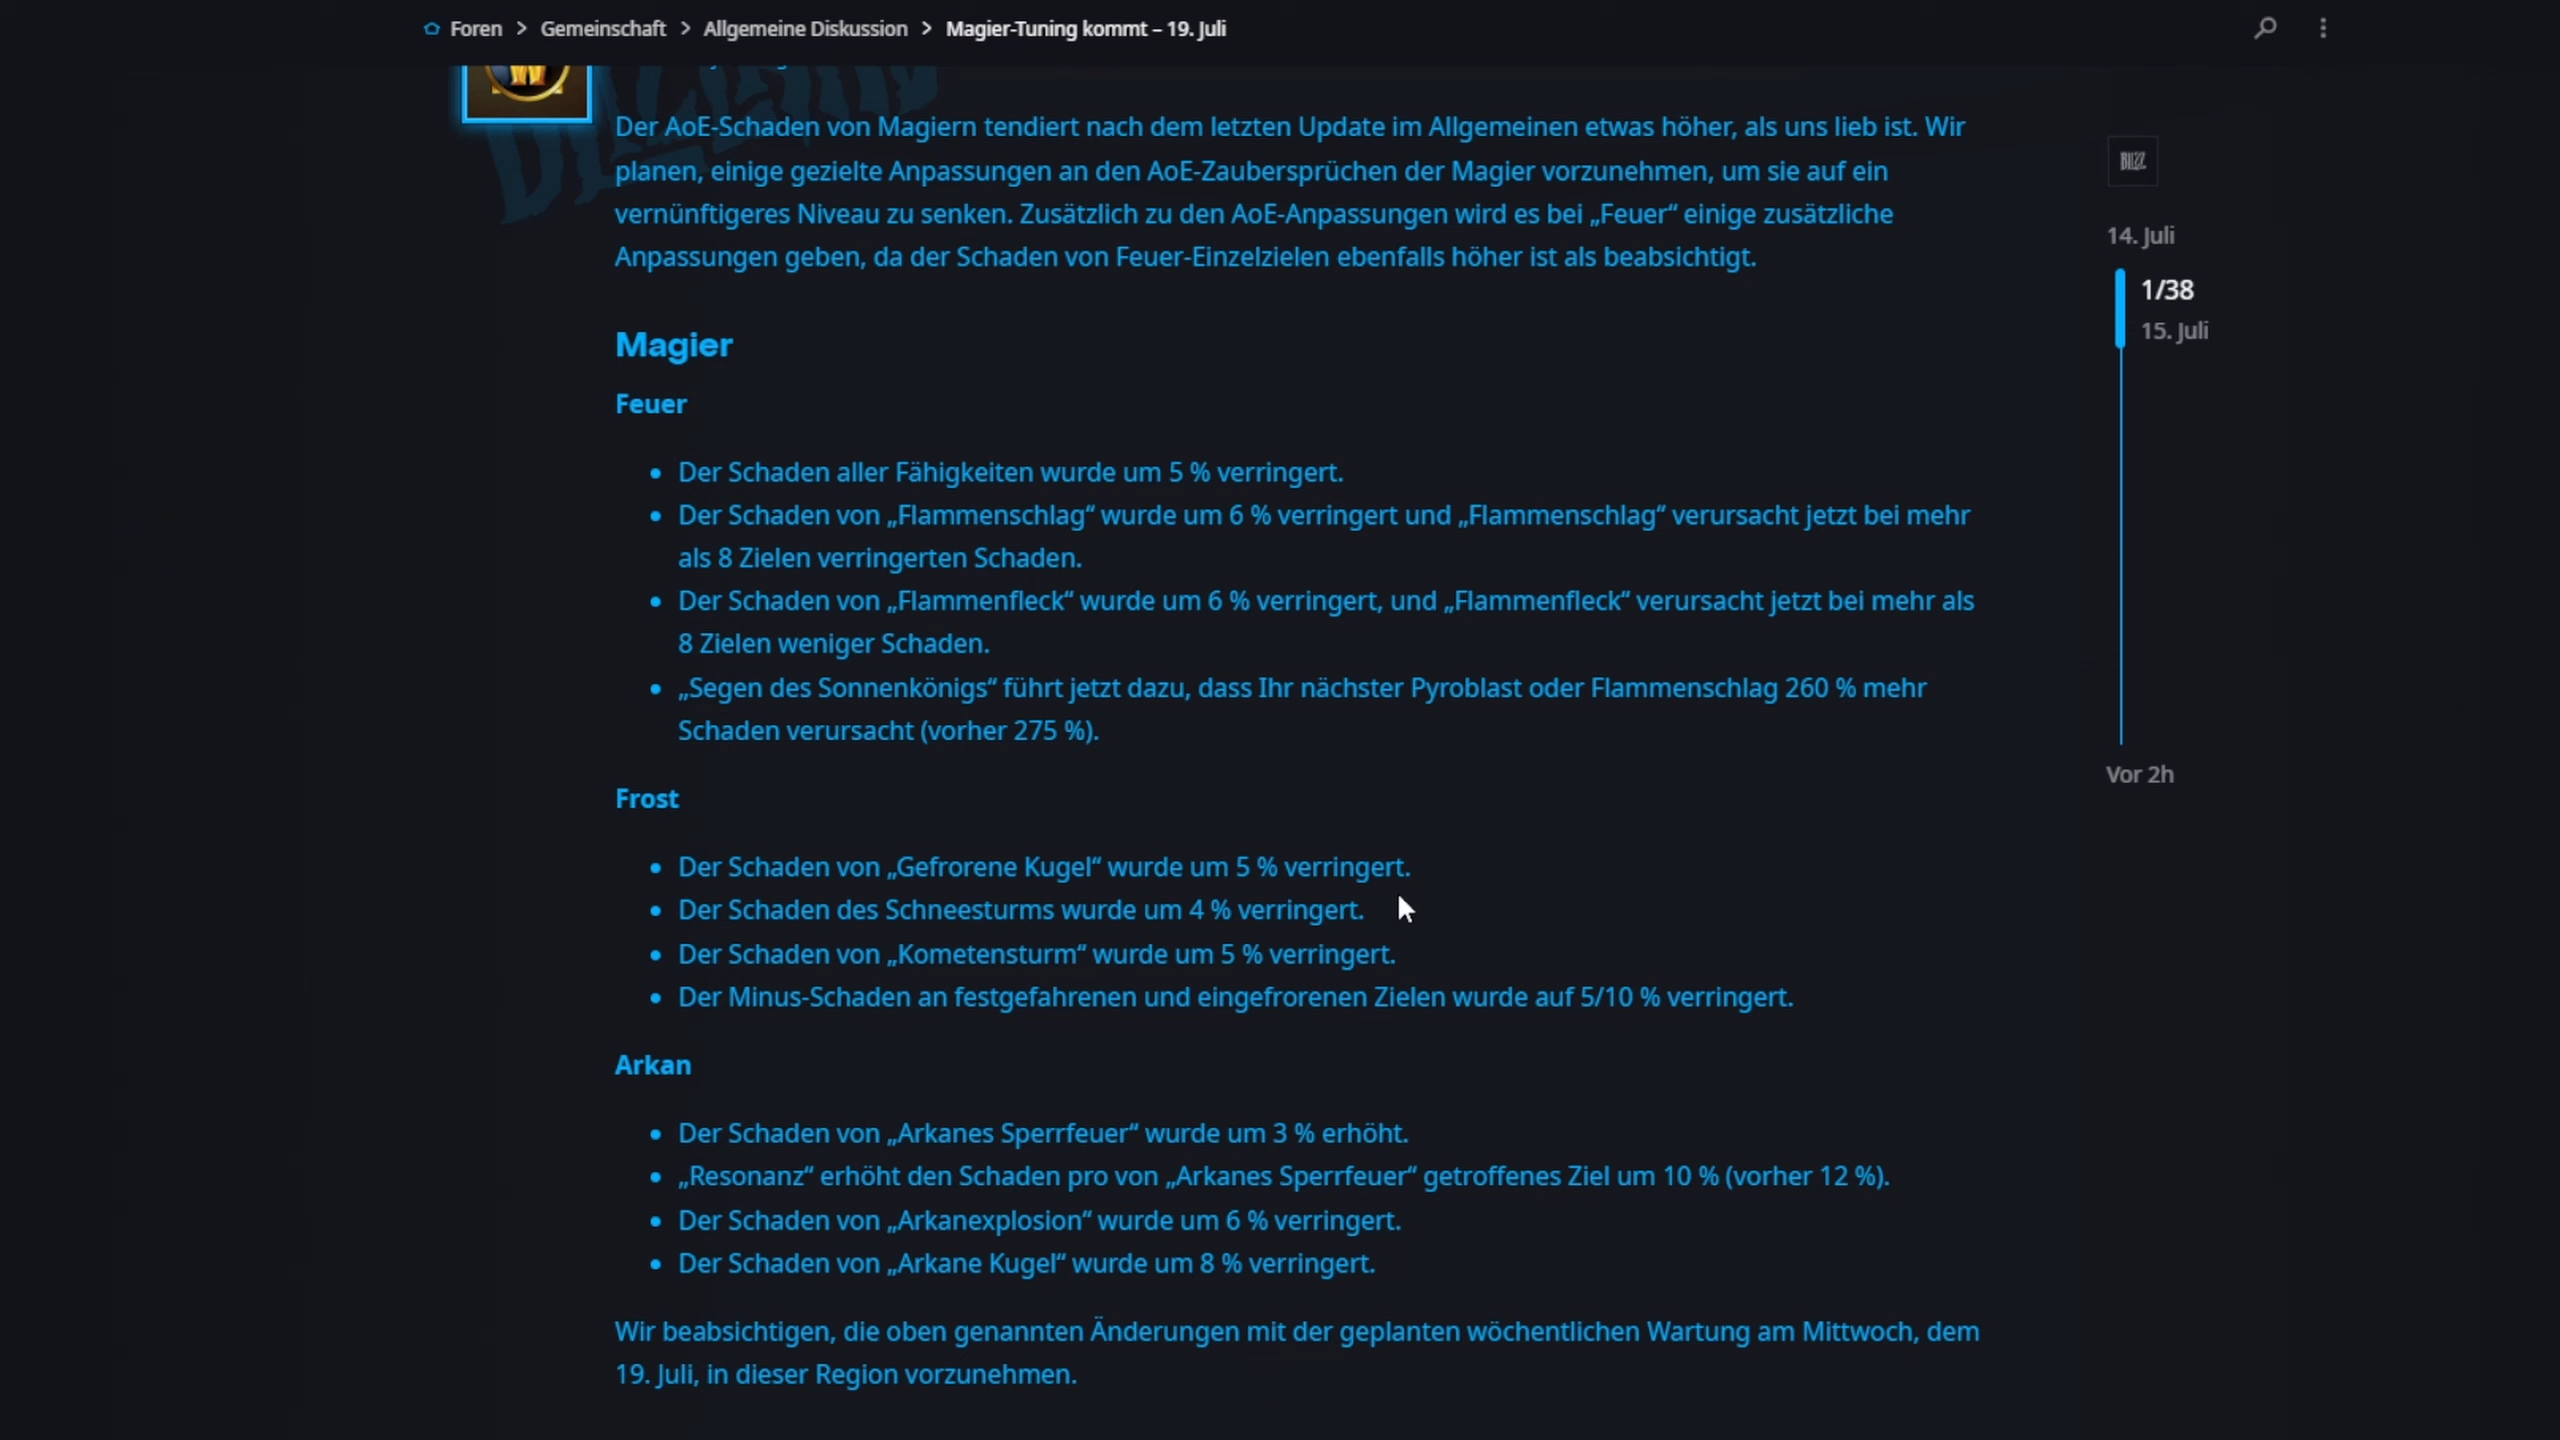 Foren > Gemeinschaft > Allgemeine Diskussion > Magier-Tuning kommt – 19. Juli
Der AoE-Schaden von Magiern tendiert nach dem letzten Update im Allgemeinen etwas höher, als uns lieb ist. Wir
planen, einige gezielte Anpassungen an den AoE-Zaubersprüchen der Magier vorzunehmen, um sie auf ein
vernünftigeres Niveau zu senken. Zusätzlich zu den AoE-Anpassungen wird es bei „Feuer“ einige zusätzliche
Anpassungen geben, da der Schaden von Feuer-Einzelzielen ebenfalls höher ist als beabsichtigt.
Magier
Feuer
• Der Schaden aller Fähigkeiten wurde um 5 % verringert.
• Der Schaden von „Flammenschlag“ wurde um 6 % verringert und „Flammenschlag“ verursacht jetzt bei mehr
als 8 Zielen verringerten Schaden.
• Der Schaden von „Flammenfleck“ wurde um 6 % verringert, und „Flammenfleck“ verursacht jetzt bei mehr als
8 Zielen weniger Schaden.
• „Segen des Sonnenkönigs“ führt jetzt dazu, dass Ihr nächster Pyroblast oder Flammenschlag 260 % mehr
Schaden verursacht (vorher 275 %).
Frost
• Der Schaden von „Gefrorene Kugel“ wurde um 5 % verringert.
• Der Schaden des Schneesturms wurde um 4 % verringert.
• Der Schaden von „Kometensturm“ wurde um 5 % verringert.
• Der Minus-Schaden an festgefahrenen und eingefrorenen Zielen wurde auf 5/10 % verringert.
Arkan
• Der Schaden von „Arkanes Sperrfeuer“ wurde um 3 % erhöht.
• „Resonanz“ erhöht den Schaden pro von „Arkanes Sperrfeuer“ getroffenes Ziel um 10 % (vorher 12 %).
• Der Schaden von „Arkanexplosion“ wurde um 6 % verringert.
• Der Schaden von „Arkane Kugel“ wurde um 8 % verringert.
Wir beabsichtigen, die oben genannten Änderungen mit der geplanten wöchentlichen Wartung am Mittwoch, dem
19. Juli, in dieser Region vorzunehmen.
BLIZZ
14. Juli
1/38
15. Juli
Vor 2h